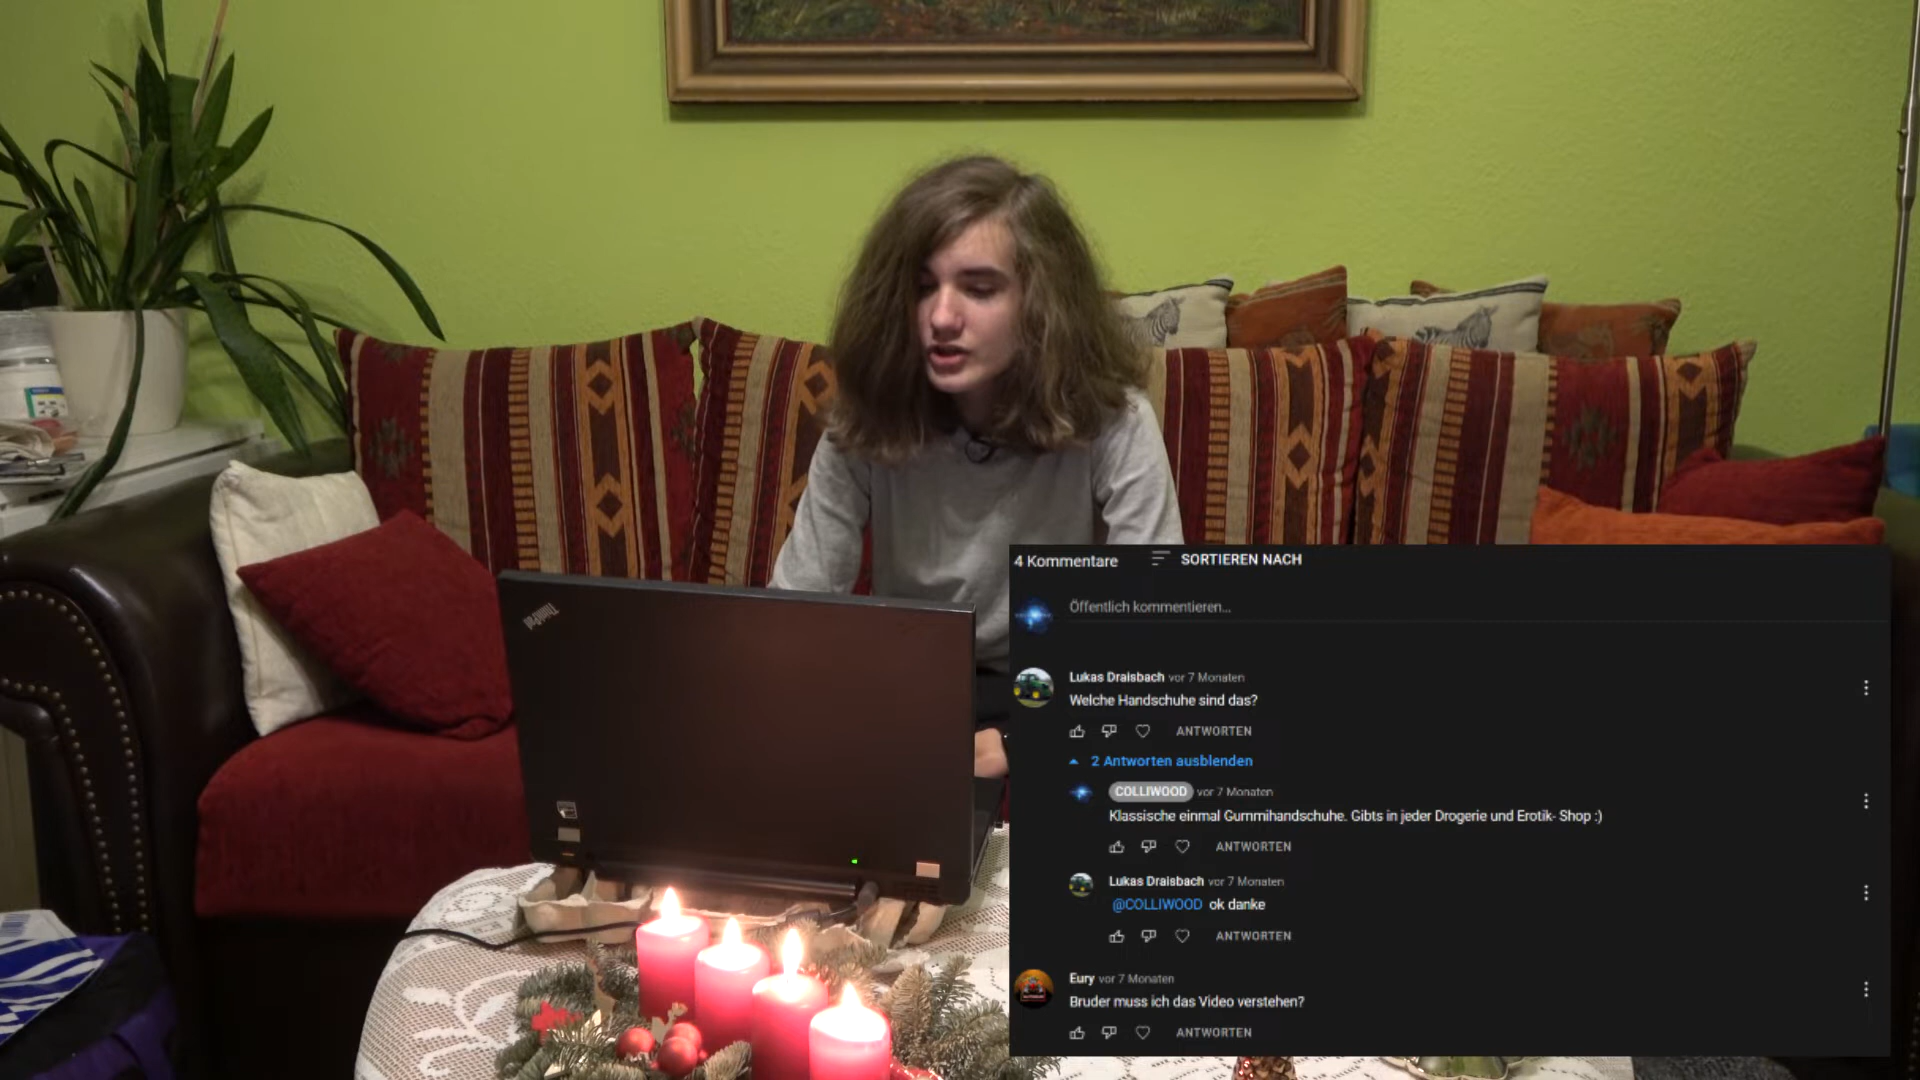 ThinkPad
4 Kommentare SORTIEREN NACH
Öffentlich kommentieren...
Lukas Draisbach vor 7 Monaten
Welche Handschuhe sind das?
ANTWORTEN
2 Antworten ausblenden
COLLIWOOD vor 7 Monaten
Klassische einmal Gummihandschuhe. Gibts in jeder Drogerie und Erotik- Shop :)
ANTWORTEN
Lukas Draisbach vor 7 Monaten
@COLLIWOOD ok danke
ANTWORTEN
Eury vor 7 Monaten
Bruder muss ich das Video verstehen?
ANTWORTEN